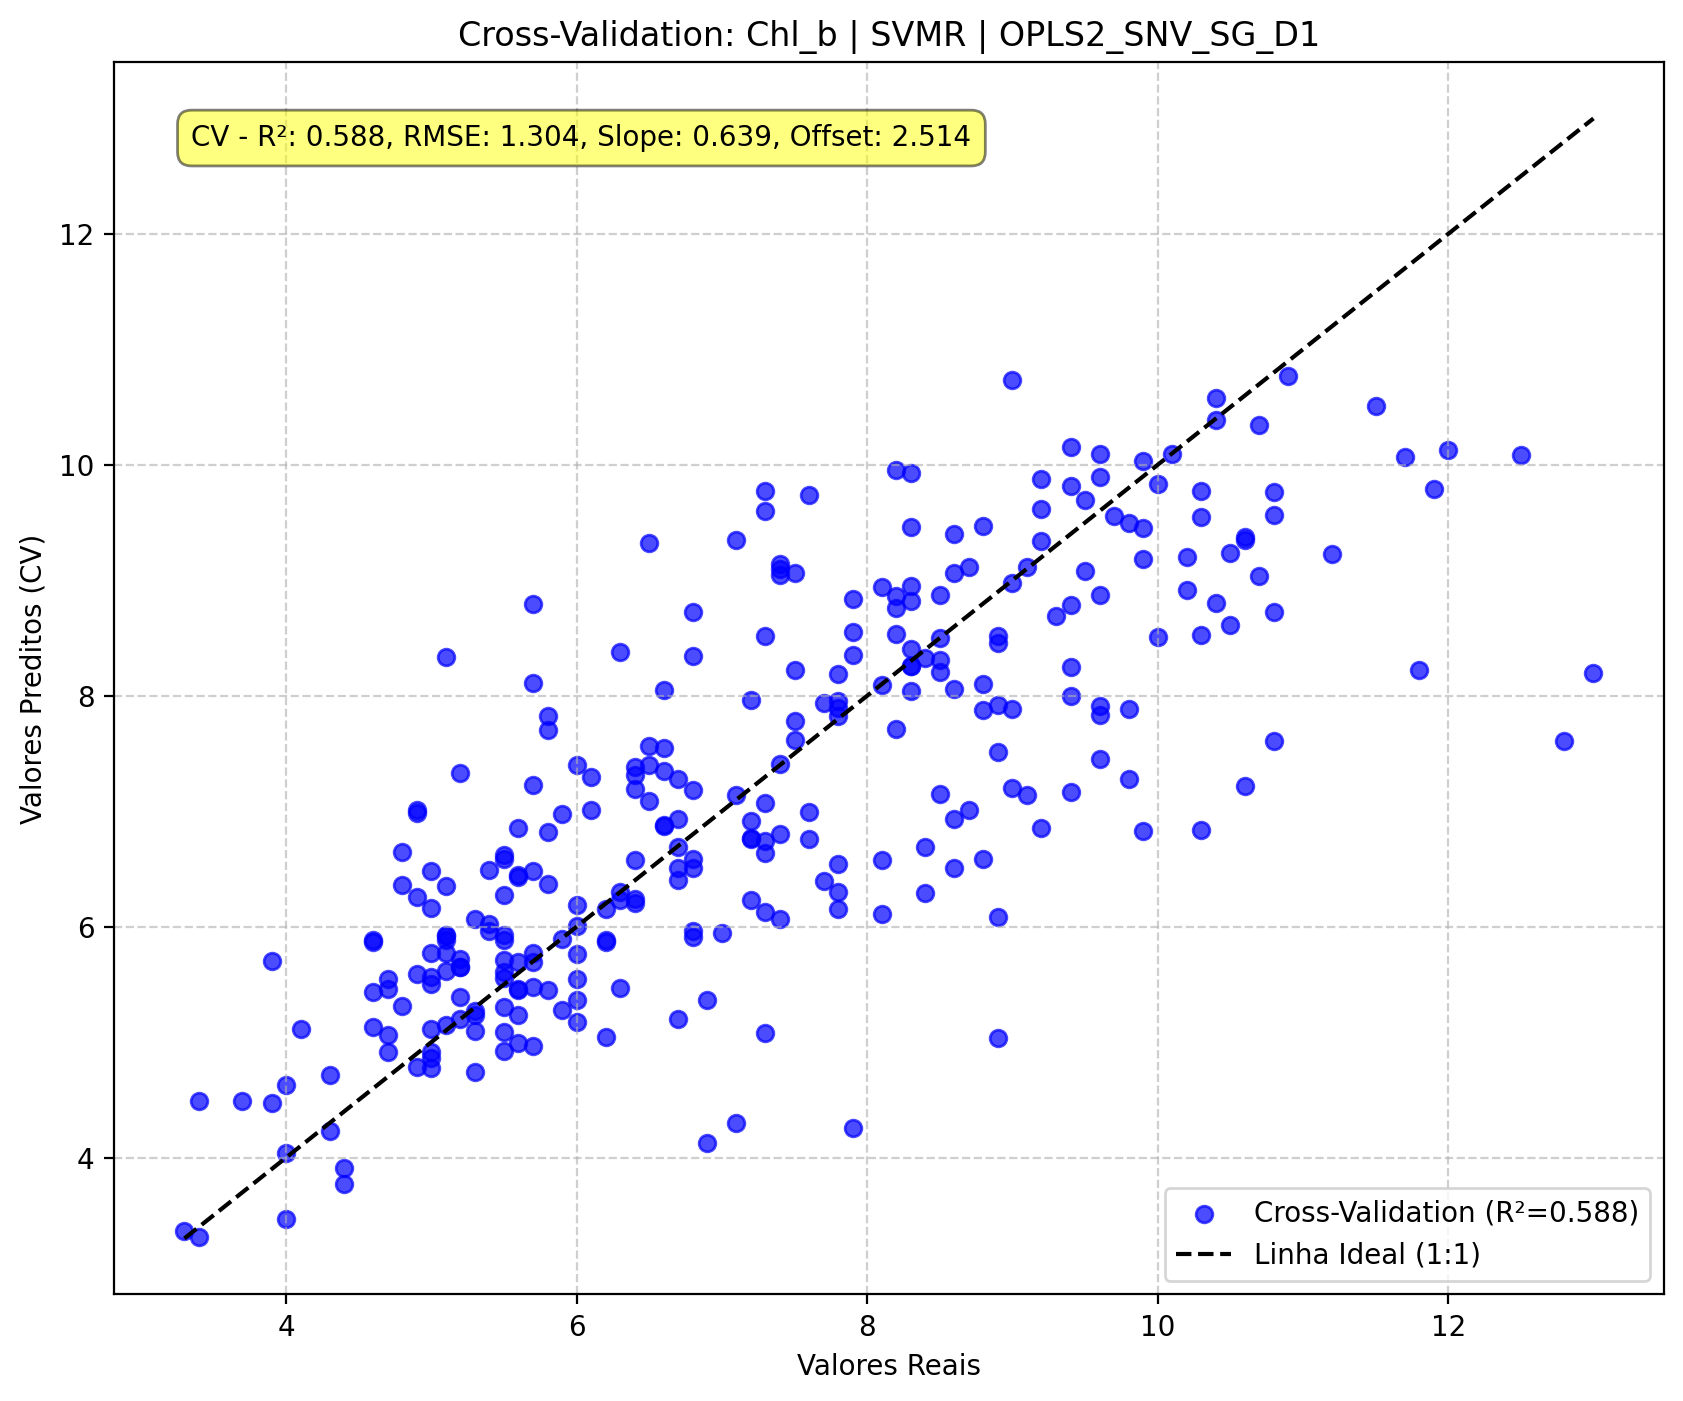 Cross-Validation: Chl_b | SVMR | OPLS2_SNV_SG_D1
CV - R²: 0.588, RMSE: 1.304, Slope: 0.639, Offset: 2.514
12
10
8
6
4
Valores Preditos (CV)
Cross-Validation (R²=0.588)
Linha Ideal (1:1)
4 6 8 10 12
Valores Reais